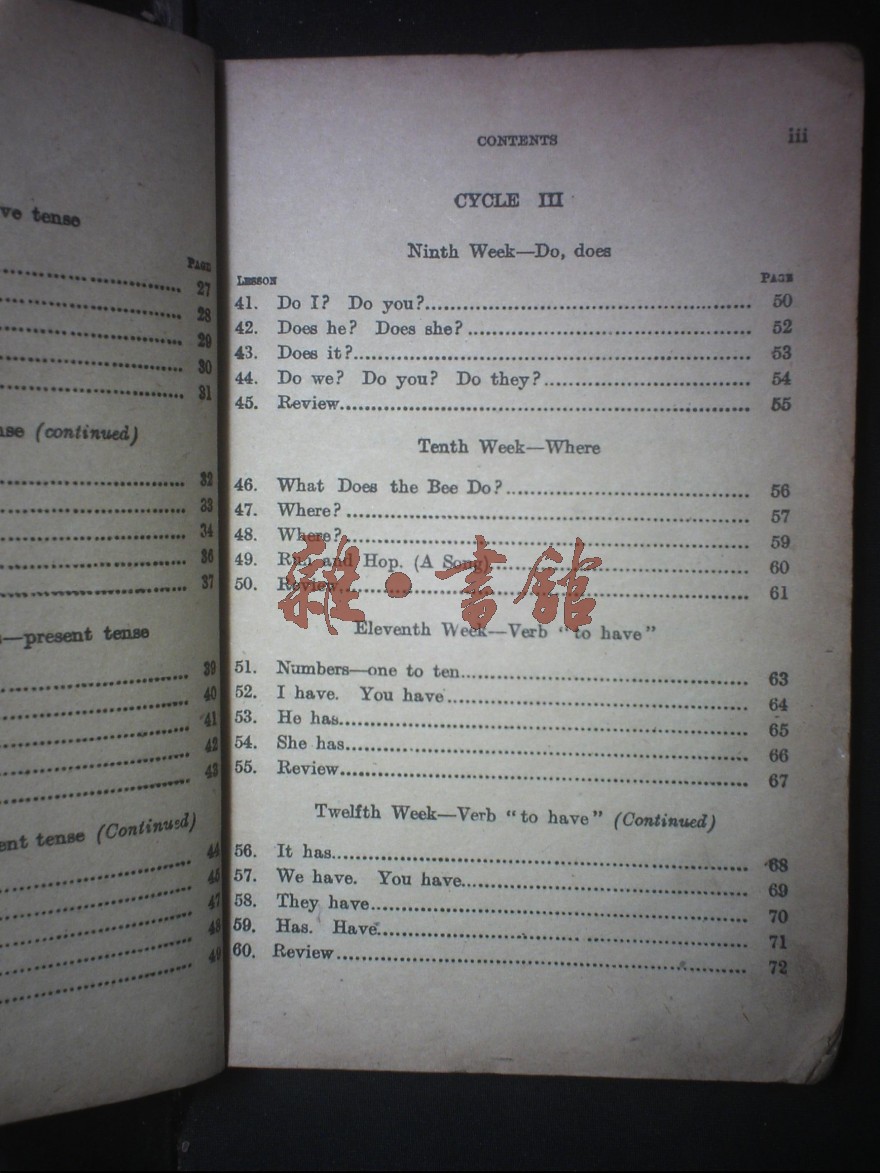 ve tense
PAGE
27
28
29
30
31
(continued)
32
33
34
36
37
—present tense
39
40
41
42
43
ent tense (Continued)
44
45
47
48
49
CONTENTS iii
CYCLE III
Ninth Week—Do, does
LESSON PAGE
41. Do I? Do you? 50
42. Does he? Does she? 52
43. Does it? 53
44. Do we? Do you? Do they? 54
45. Review 55
Tenth Week—Where
46. What Does the Bee Do? 56
47. Where? 57
48. Where? 59
49. Run and Hop. (A Song) 60
50. Review 61
雜·書館
Eleventh Week—Verb "to have"
51. Numbers—one to ten 63
52. I have. You have 64
53. He has 65
54. She has 66
55. Review 67
Twelfth Week—Verb "to have" (Continued)
56. It has 68
57. We have. You have 69
58. They have 70
59. Has. Have 71
60. Review 72